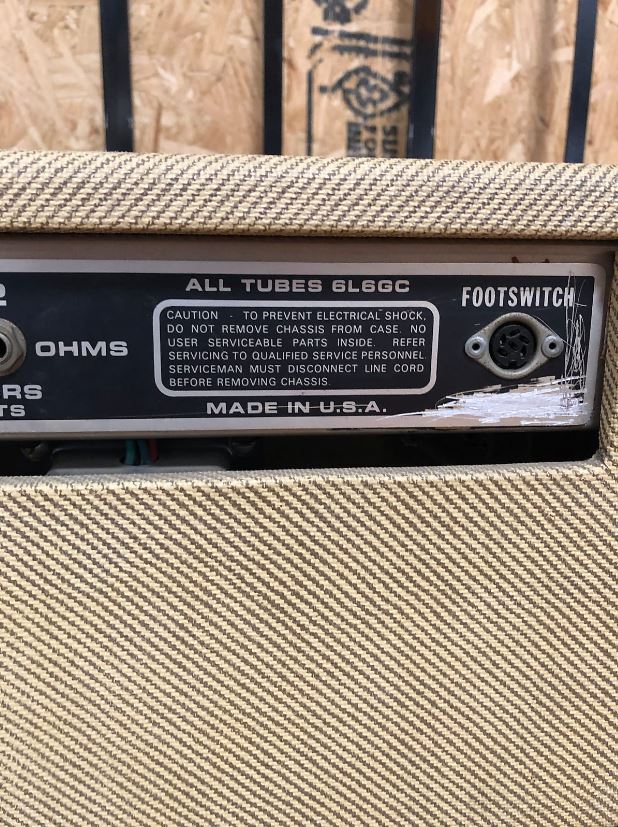 ALL TUBES 6L6GC
FOOTSWITCH
CAUTION - TO PREVENT ELECTRICAL SHOCK,
DO NOT REMOVE CHASSIS FROM CASE. NO
USER SERVICEABLE PARTS INSIDE. REFER
SERVICING TO QUALIFIED SERVICE PERSONNEL.
SERVICEMAN MUST DISCONNECT LINE CORD
BEFORE REMOVING CHASSIS.
OHMS
MADE IN U.S.A.